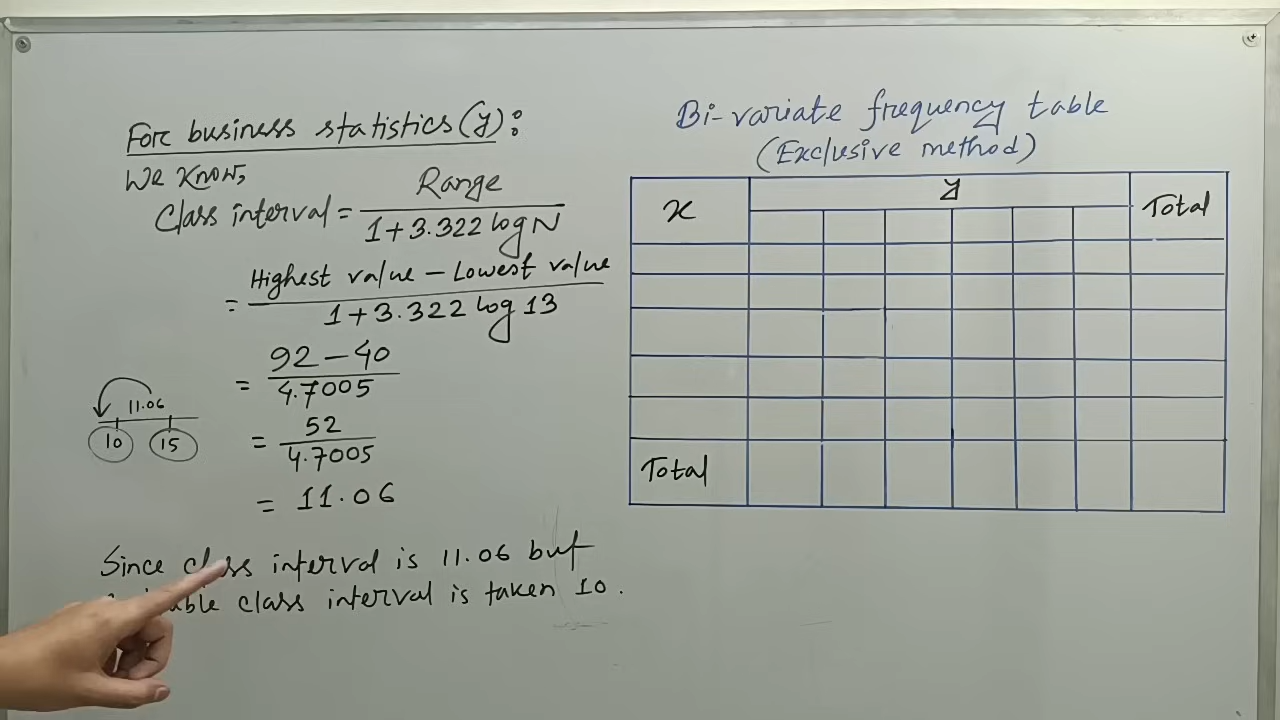 For business statistics (y):
We know,
Class interval = Range / 1+3.322 log N
= Highest value – Lowest value / 1+3.322 log 13
= 92 – 40 / 4.7005
= 52 / 4.7005
= 11.06
11.06
10 15
Since class interval is 11.06 but
class interval is taken 10.
Bi-variate frequency table
(Exclusive method)
x y Total
Total